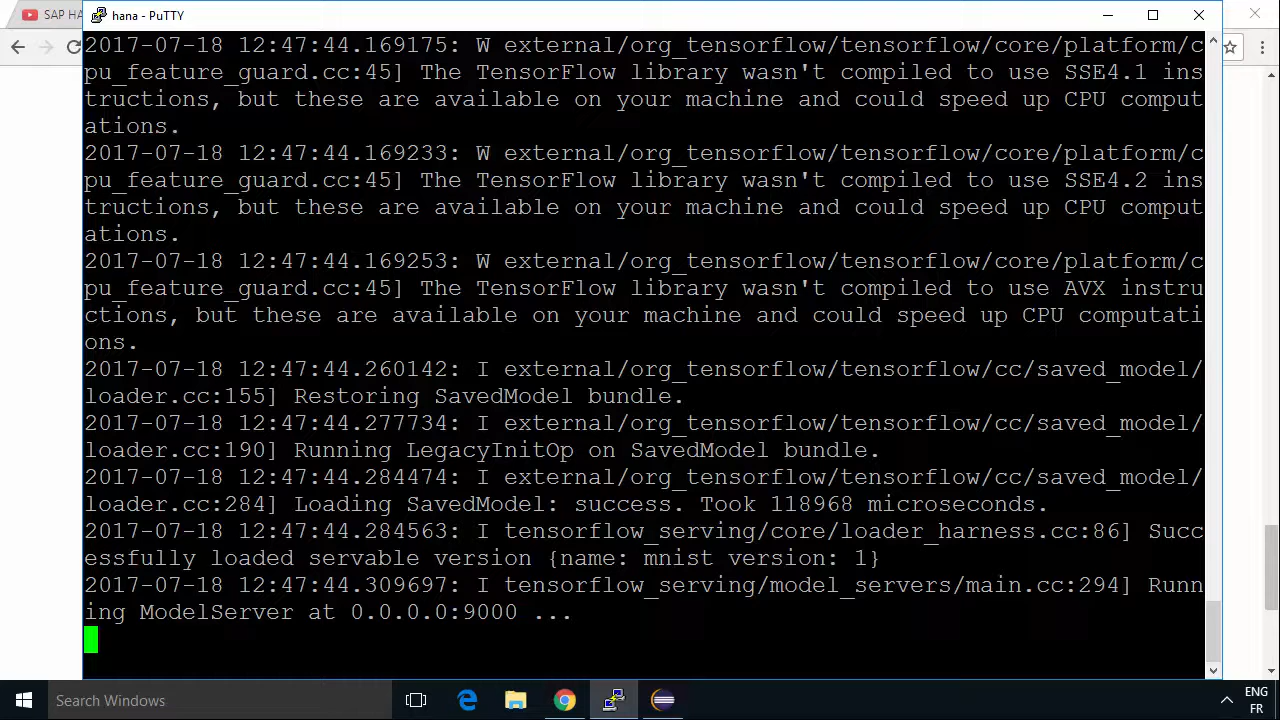 SAP HA
hana - PuTTY
2017-07-18 12:47:44.169175: W external/org_tensorflow/tensorflow/core/platform/c
pu_feature_guard.cc:45] The TensorFlow library wasn't compiled to use SSE4.1 ins
tructions, but these are available on your machine and could speed up CPU comput
ations.
2017-07-18 12:47:44.169233: W external/org_tensorflow/tensorflow/core/platform/c
pu_feature_guard.cc:45] The TensorFlow library wasn't compiled to use SSE4.2 ins
tructions, but these are available on your machine and could speed up CPU comput
ations.
2017-07-18 12:47:44.169253: W external/org_tensorflow/tensorflow/core/platform/c
pu_feature_guard.cc:45] The TensorFlow library wasn't compiled to use AVX instru
ctions, but these are available on your machine and could speed up CPU computati
ons.
2017-07-18 12:47:44.260142: I external/org_tensorflow/tensorflow/cc/saved_model/
loader.cc:155] Restoring SavedModel bundle.
2017-07-18 12:47:44.277734: I external/org_tensorflow/tensorflow/cc/saved_model/
loader.cc:190] Running LegacyInitOp on SavedModel bundle.
2017-07-18 12:47:44.284474: I external/org_tensorflow/tensorflow/cc/saved_model/
loader.cc:284] Loading SavedModel: success. Took 118968 microseconds.
2017-07-18 12:47:44.284563: I tensorflow_serving/core/loader_harness.cc:86] Succ
essfully loaded servable version {name: mnist version: 1}
2017-07-18 12:47:44.309697: I tensorflow_serving/model_servers/main.cc:294] Runn
ing ModelServer at 0.0.0.0:9000 ...
Search Windows
ENG
FR